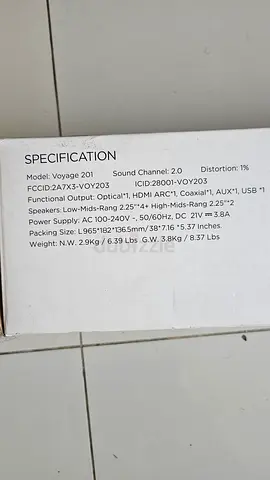 SPECIFICATION
Model: Voyage 201 Sound Channel: 2.0 Distortion: 1%
FCCID:2A7X3-VOY203 ICID:28001-VOY203
Functional Output: Optical*1, HDMI ARC*1, Coaxial*1, AUX*1, USB *1
Speakers: Low-Mids-Rang 2.25"*4+ High-Mids-Rang 2.25"*2
Power Supply: AC 100-240V ~, 50/60Hz, DC 21V ⎓ 3.8A
Packing Size: L965*182*136.5mm/38*7.16 *5.37 Inches.
Weight: N.W. 2.9Kg / 6.39 Lbs G.W. 3.8Kg / 8.37 Lbs
dubizzle